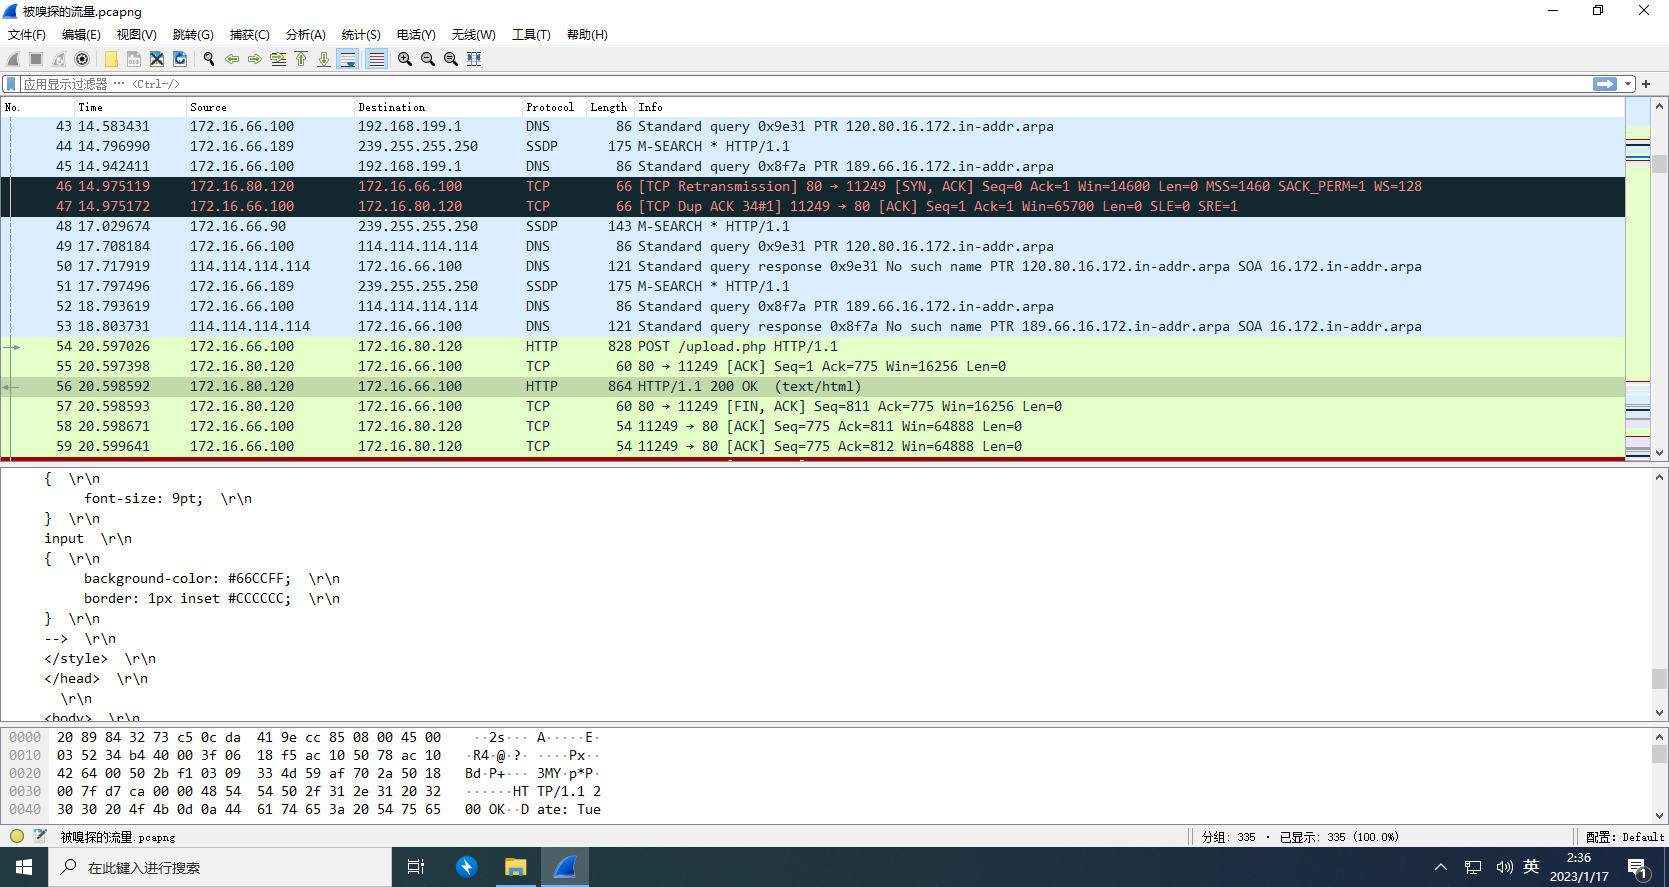 被嗅探的流量.pcapng
文件(F) 编辑(E) 视图(V) 跳转(G) 捕获(C) 分析(A) 统计(S) 电话(Y) 无线(W) 工具(T) 帮助(H)
应用显示过滤器 … <Ctrl-/>
No. Time Source Destination Protocol Length Info
43 14.583431 172.16.66.100 192.168.199.1 DNS 86 Standard query 0x9e31 PTR 120.80.16.172.in-addr.arpa
44 14.796990 172.16.66.189 239.255.255.250 SSDP 175 M-SEARCH * HTTP/1.1
45 14.942411 172.16.66.100 192.168.199.1 DNS 86 Standard query 0x8f7a PTR 189.66.16.172.in-addr.arpa
46 14.975119 172.16.80.120 172.16.66.100 TCP 66 [TCP Retransmission] 80 → 11249 [SYN, ACK] Seq=0 Ack=1 Win=14600 Len=0 MSS=1460 SACK_PERM=1 WS=128
47 14.975172 172.16.66.100 172.16.80.120 TCP 66 [TCP Dup ACK 34#1] 11249 → 80 [ACK] Seq=1 Ack=1 Win=65700 Len=0 SLE=0 SRE=1
48 17.029674 172.16.66.90 239.255.255.250 SSDP 143 M-SEARCH * HTTP/1.1
49 17.708184 172.16.66.100 114.114.114.114 DNS 86 Standard query 0x9e31 PTR 120.80.16.172.in-addr.arpa
50 17.717919 114.114.114.114 172.16.66.100 DNS 121 Standard query response 0x9e31 No such name PTR 120.80.16.172.in-addr.arpa SOA 16.172.in-addr.arpa
51 17.797496 172.16.66.189 239.255.255.250 SSDP 175 M-SEARCH * HTTP/1.1
52 18.793619 172.16.66.100 114.114.114.114 DNS 86 Standard query 0x8f7a PTR 189.66.16.172.in-addr.arpa
53 18.803731 114.114.114.114 172.16.66.100 DNS 121 Standard query response 0x8f7a No such name PTR 189.66.16.172.in-addr.arpa SOA 16.172.in-addr.arpa
54 20.597026 172.16.66.100 172.16.80.120 HTTP 828 POST /upload.php HTTP/1.1
55 20.597398 172.16.80.120 172.16.66.100 TCP 60 80 → 11249 [ACK] Seq=1 Ack=775 Win=16256 Len=0
56 20.598592 172.16.80.120 172.16.66.100 HTTP 864 HTTP/1.1 200 OK  (text/html)
57 20.598593 172.16.80.120 172.16.66.100 TCP 60 80 → 11249 [FIN, ACK] Seq=811 Ack=775 Win=16256 Len=0
58 20.598671 172.16.66.100 172.16.80.120 TCP 54 11249 → 80 [ACK] Seq=775 Ack=811 Win=64888 Len=0
59 20.599641 172.16.66.100 172.16.80.120 TCP 54 11249 → 80 [ACK] Seq=775 Ack=812 Win=64888 Len=0
{  \r\n
font-size: 9pt;  \r\n
}  \r\n
input  \r\n
{  \r\n
background-color: #66CCFF;  \r\n
border: 1px inset #CCCCCC;  \r\n
}  \r\n
-->  \r\n
</style>  \r\n
</head>  \r\n
\r\n
<body>  \r\n
0000 20 89 84 32 73 c5 0c da 41 9e cc 85 08 00 45 00 ··2s··· A·····E·
0010 03 52 34 b4 40 00 3f 06 18 f5 ac 10 50 78 ac 10 ·R4·@·?· ····Px··
0020 42 64 00 50 2b f1 03 09 33 4d 59 af 70 2a 50 18 Bd·P+··· 3MY·p*P·
0030 00 7f d7 ca 00 00 48 54 54 50 2f 31 2e 31 20 32 ······HT TP/1.1 2
0040 30 30 20 4f 4b 0d 0a 44 61 74 65 3a 20 54 75 65 00 OK··D ate: Tue
被嗅探的流量.pcapng 分组: 335 · 已显示: 335 (100.0%) 配置: Default
在此键入进行搜索 英 2:36
2023/1/17 1